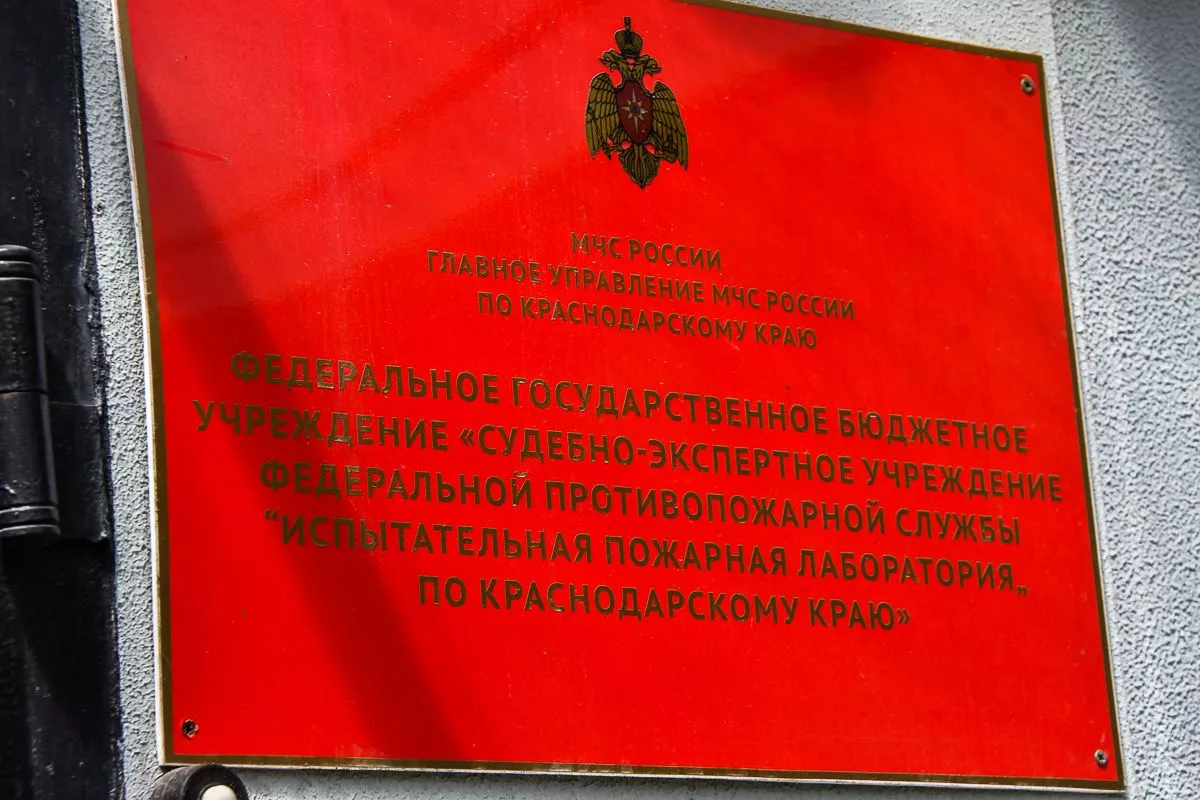 МЧС РОССИИ
ГЛАВНОЕ УПРАВЛЕНИЕ МЧС РОССИИ
ПО КРАСНОДАРСКОМУ КРАЮ
ФЕДЕРАЛЬНОЕ ГОСУДАРСТВЕННОЕ БЮДЖЕТНОЕ
УЧРЕЖДЕНИЕ «СУДЕБНО-ЭКСПЕРТНОЕ УЧРЕЖДЕНИЕ
ФЕДЕРАЛЬНОЙ ПРОТИВОПОЖАРНОЙ СЛУЖБЫ
“ИСПЫТАТЕЛЬНАЯ ПОЖАРНАЯ ЛАБОРАТОРИЯ„
ПО КРАСНОДАРСКОМУ КРАЮ»